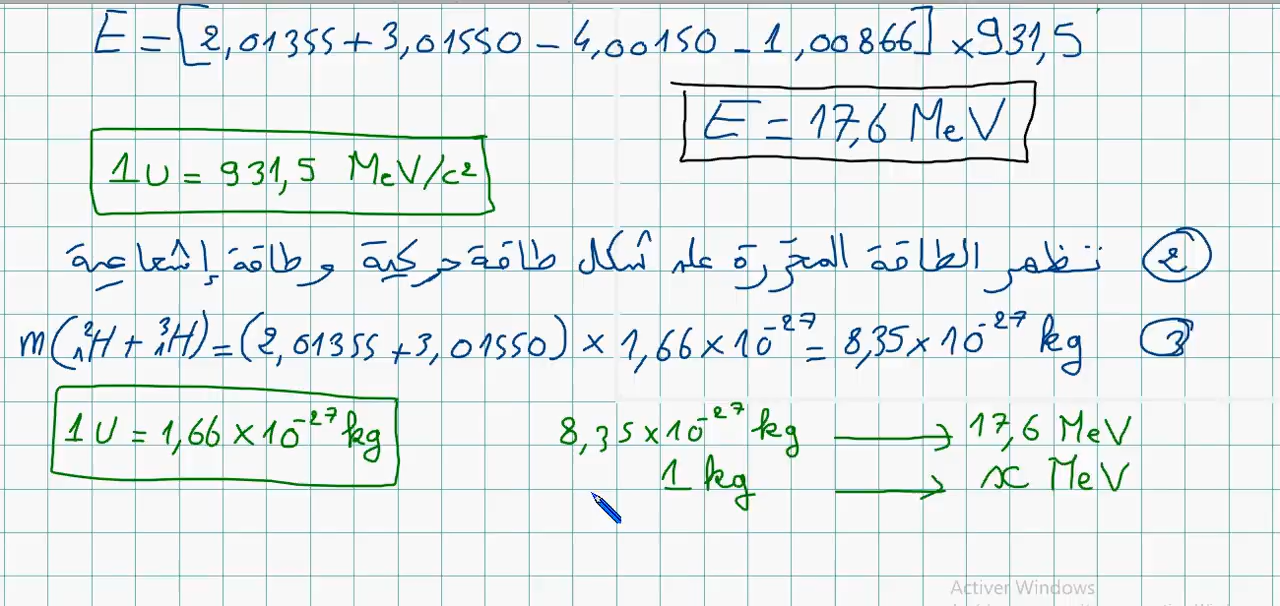 E = [2,01355 + 3,01550 - 4,00150 - 1,00866] × 931,5
E = 17,6 MeV
1u = 931,5 MeV/c²
② تظهر الطاقة المحررة على شكل طاقة حركية وطاقة إشعاعية
③ m(²₁H + ³₁H) = (2,01355 + 3,01550) × 1,66 × 10⁻²⁷ = 8,35 × 10⁻²⁷ kg
1u = 1,66 × 10⁻²⁷ kg
8,35 × 10⁻²⁷ kg ⟶ 17,6 MeV
1 kg ⟶ x MeV
Activer Windows